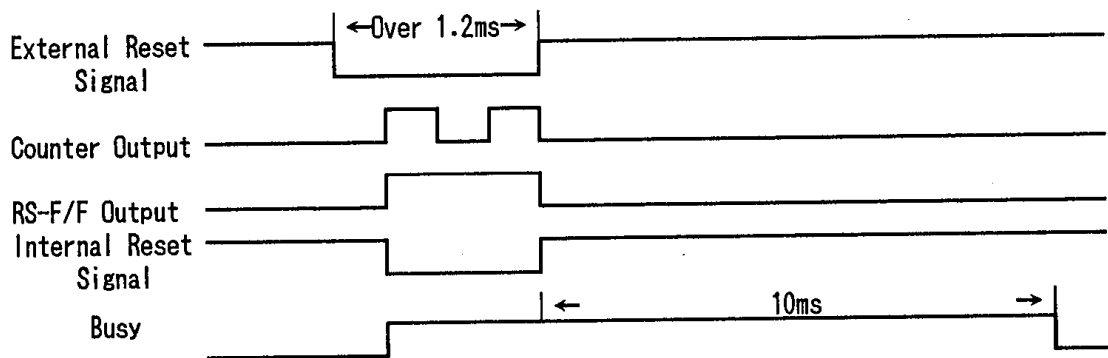 Over 1.2ms
External Reset
Signal
Counter Output
RS-F/F Output
Internal Reset
Signal
10ms
Busy